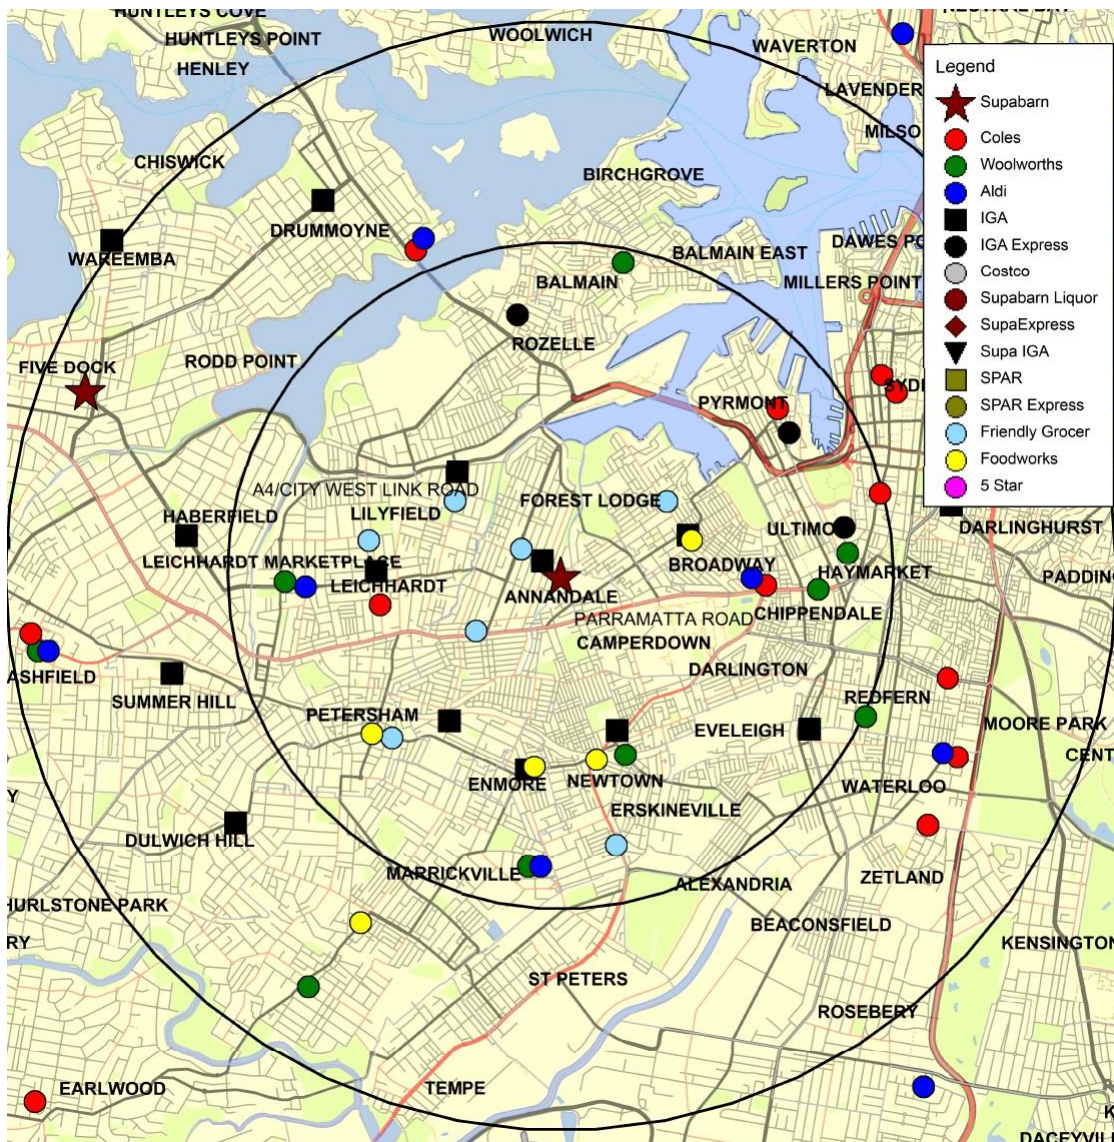 HUNTLEYS COVE
HUNTLEYS POINT
WOOLWICH
NEUTRAL BAY
WAVERTON
HENLEY
Legend
Supabarn
Coles
Woolworths
Aldi
IGA
IGA Express
Costco
Supabarn Liquor
SupaExpress
Supa IGA
SPAR
SPAR Express
Friendly Grocer
Foodworks
5 Star
LAVENDER
MILSO
CHISWICK
BIRCHGROVE
DRUMMOYNE
DAWES PO
WAREEMBA
BALMAIN EAST
BALMAIN
MILLERS POINT
ROZELLE
RODD POINT
FIVE DOCK
SYD
PYRMONT
A4/CITY WEST LINK ROAD
FOREST LODGE
LILYFIELD
HABERFIELD
ULTIMO
DARLINGHURST
LEICHHARDT MARKETPLACE
BROADWAY
HAYMARKET
PADDING
LEICHHARDT
ANNANDALE
CHIPPENDALE
PARRAMATTA ROAD
CAMPERDOWN
DARLINGTON
ASHFIELD
SUMMER HILL
REDFERN
PETERSHAM
MOORE PARK
EVELEIGH
CENT
ENMORE
NEWTOWN
WATERLOO
Y
ERSKINEVILLE
DULWICH HILL
MARRICKVILLE
ZETLAND
ALEXANDRIA
HURLSTONE PARK
BEACONSFIELD
RY
KENSINGTON
ST PETERS
ROSEBERY
EARLWOOD
TEMPE
K
DACEYVIL